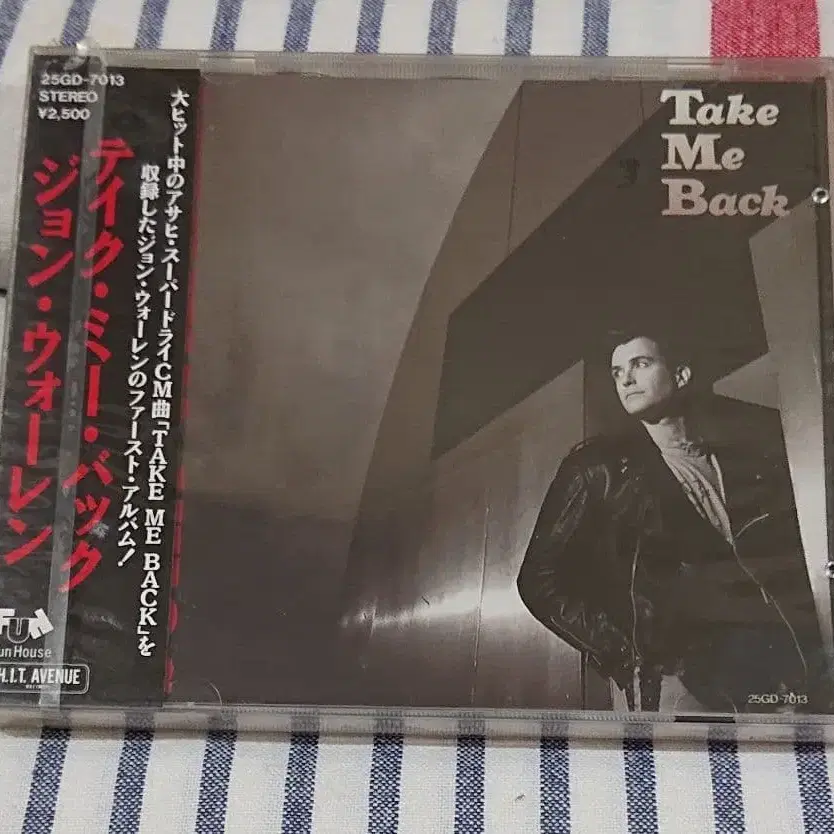 25GD-7013
STEREO
¥2,500
テイク・ミー・バック
ジョン・ウォーレン
大ヒット中のアサヒ・スーパードライCM曲「TAKE ME BACK」を
収録したジョン・ウォーレンのファースト・アルバム!
FUN
un House
H.I.T. AVENUE
Take
Me
Back
25GD-7013